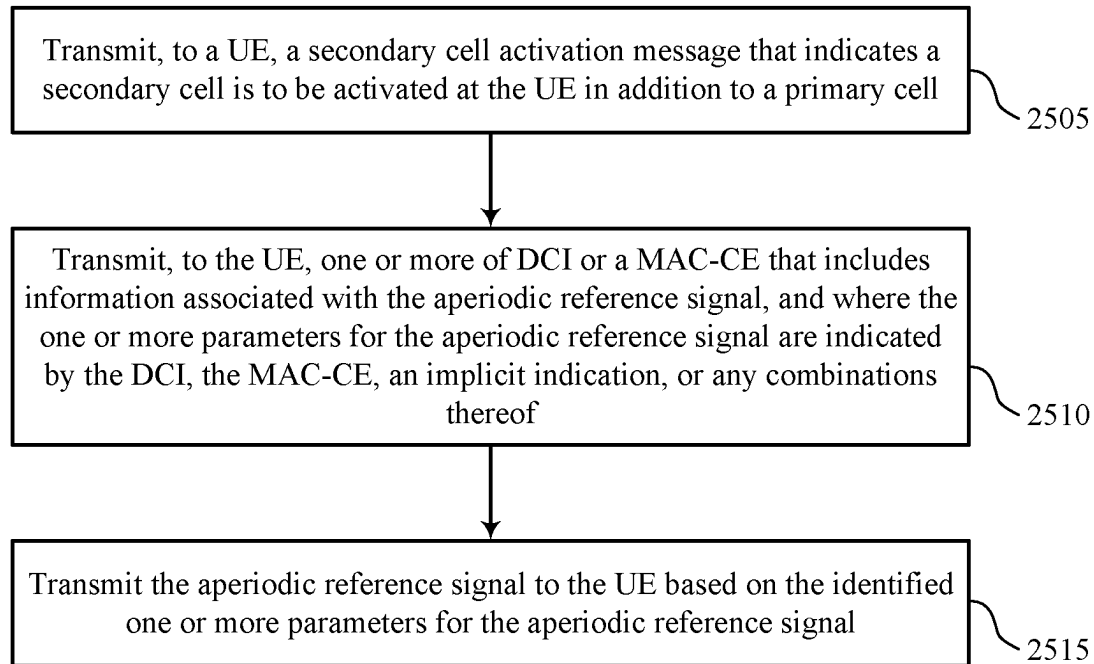 Transmit, to a UE, a secondary cell activation message that indicates a
secondary cell is to be activated at the UE in addition to a primary cell
2505
Transmit, to the UE, one or more of DCI or a MAC-CE that includes
information associated with the aperiodic reference signal, and where the
one or more parameters for the aperiodic reference signal are indicated
by the DCI, the MAC-CE, an implicit indication, or any combinations
thereof
2510
Transmit the aperiodic reference signal to the UE based on the identified
one or more parameters for the aperiodic reference signal
2515